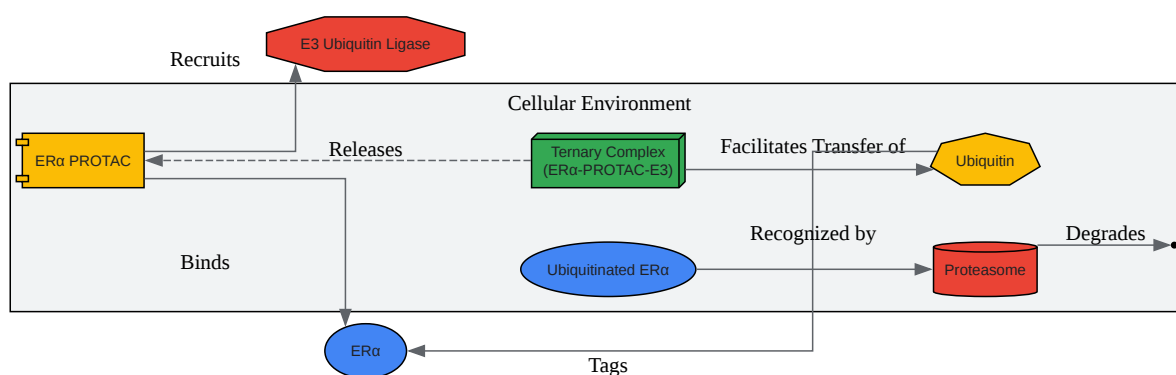 E3 Ubiquitin Ligase
Recruits
Cellular Environment
ERα PROTAC
Releases
Ternary Complex
(ERα-PROTAC-E3)
Facilitates Transfer of
Ubiquitin
Binds
Ubiquitinated ERα
Recognized by
Proteasome
Degrades
ERα
Tags